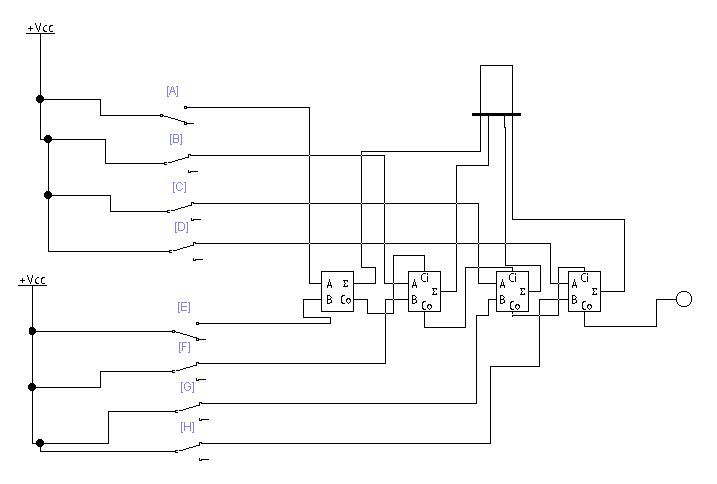 +Vcc
[A]
[B]
[C]
[D]
+Vcc
A Σ
B Co
Ci
A Σ
B
Co
Ci
A Σ
B
Co
Ci
A Σ
B
Co
[E]
[F]
[G]
[H]